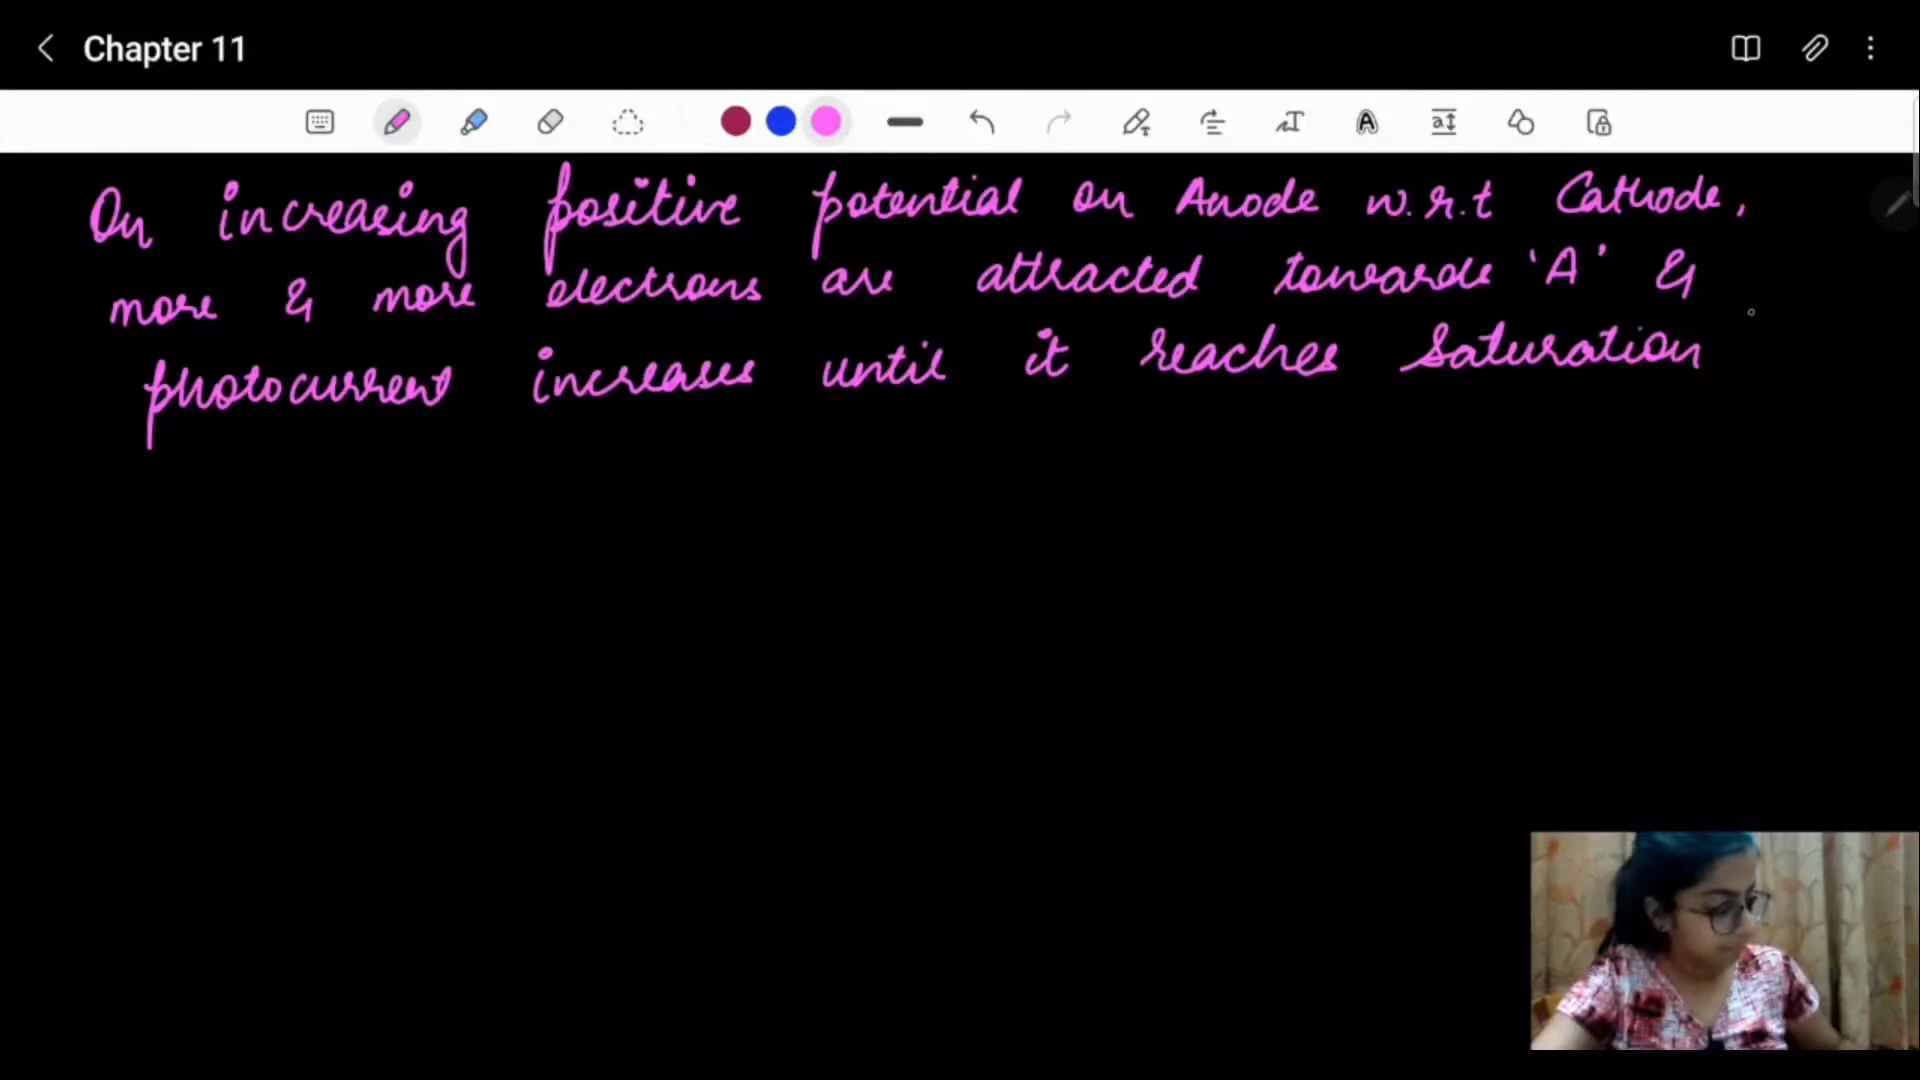 Chapter 11
On increasing positive potential on Anode w.r.t Cathode,
more & more electrons are attracted towards 'A' &
photocurrent increases until it reaches saturation